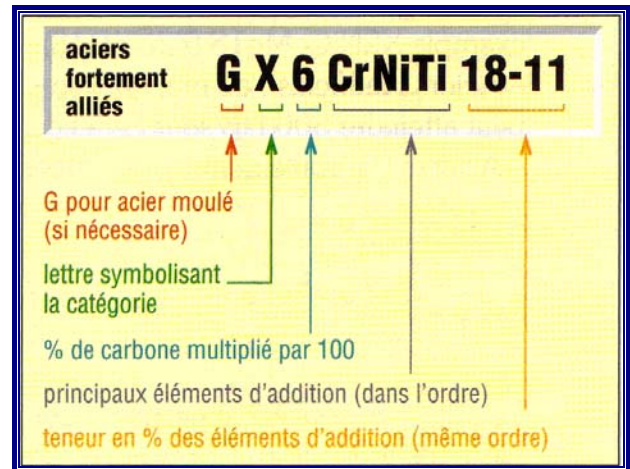 aciers
fortement
alliés
G X 6 CrNiTi 18-11
G pour acier moulé
(si nécessaire)
lettre symbolisant
la catégorie
% de carbone multiplié par 100
principaux éléments d'addition (dans l'ordre)
teneur en % des éléments d'addition (même ordre)